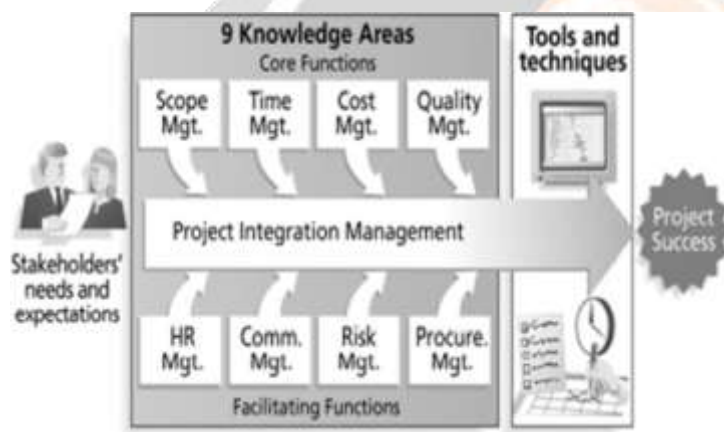 9 Knowledge Areas
Core Functions
Tools and
techniques
Scope
Mgt.
Time
Mgt.
Cost
Mgt.
Quality
Mgt.
Project Integration Management
Project
Success
Stakeholders'
needs and
expectations
HR
Mgt.
Comm.
Mgt.
Risk
Mgt.
Procure.
Mgt.
Facilitating Functions